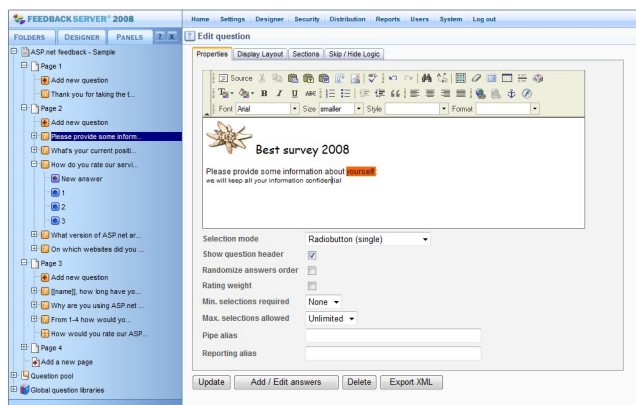 FEEDBACKSERVER® 2008
Home Settings Designer Security Distribution Reports Users System Log out
FOLDERS DESIGNER PANELS ? X
? Edit question
ASP.net feedback - Sample
Page 1
Add new question
Thank you for taking the t...
Page 2
Add new question
Please provide some inform...
What's your current positi...
How do you rate our servi...
New answer
1
2
3
What version of ASP.net ar...
On which websites did you ...
Page 3
Add new question
[[name]], how long have yo...
Why are you using ASP.net ...
From 1-4 how would yo...
How would you rate our ASP...
Page 4
Add a new page
Question pool
Global question libraries
Properties Display Layout Sections Skip / Hide Logic
Source
B I U ABC
Font Arial Size smaller Style Format
Best survey 2008
Please provide some information about yourself
we will keep all your information confidential
Selection mode Radiobutton (single)
Show question header
Randomize answers order
Rating weight
Min. selections required None
Max. selections allowed Unlimited
Pipe alias
Reporting alias
Update Add / Edit answers Delete Export XML